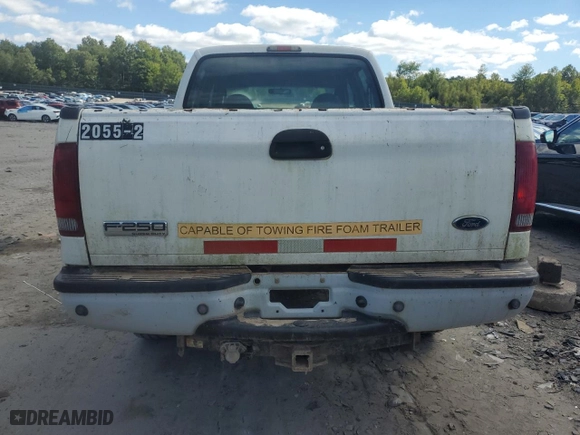 2055-2
F250
CAPABLE OF TOWING FIRE FOAM TRAILER
Ford
DREAMBID